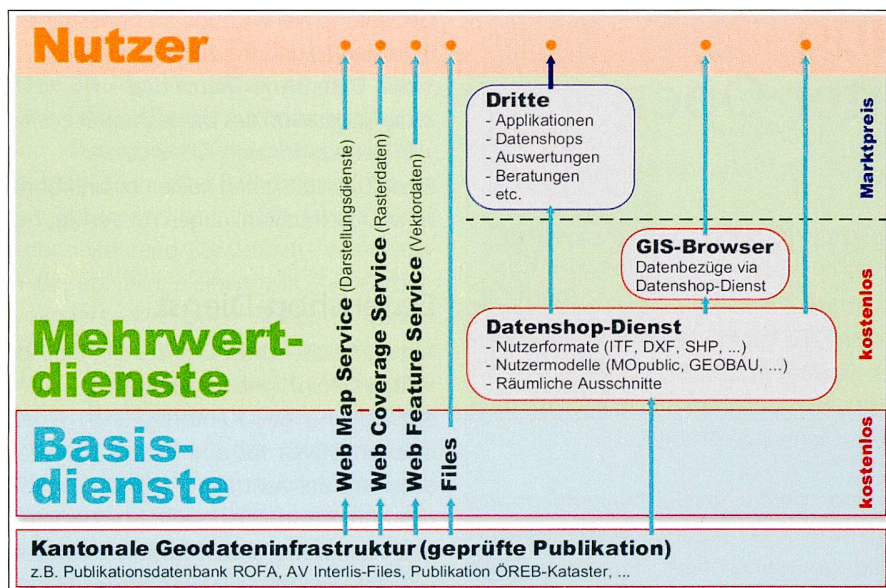 Nutzer
Web Map Service (Darstellungsdienste)
Web Coverage Service (Rasterdaten)
Web Feature Service (Vektordaten)
Files
Dritte
- Applikationen
- Datenshops
- Auswertungen
- Beratungen
- etc.
Marktpreis
GIS-Browser
Datenbezüge via
Datenshop-Dienst
kostenlos
Mehrwert-
dienste
Datenshop-Dienst
- Nutzerformate (ITF, DXF, SHP, ...)
- Nutzermodelle (MOpublic, GEOBAU, ...)
- Räumliche Ausschnitte
Basis-
dienste
kostenlos
Kantonale Geodateninfrastruktur (geprüfte Publikation)
z.B. Publikationsdatenbank ROFA, AV Interlis-Files, Publikation ÖREB-Kataster, ...